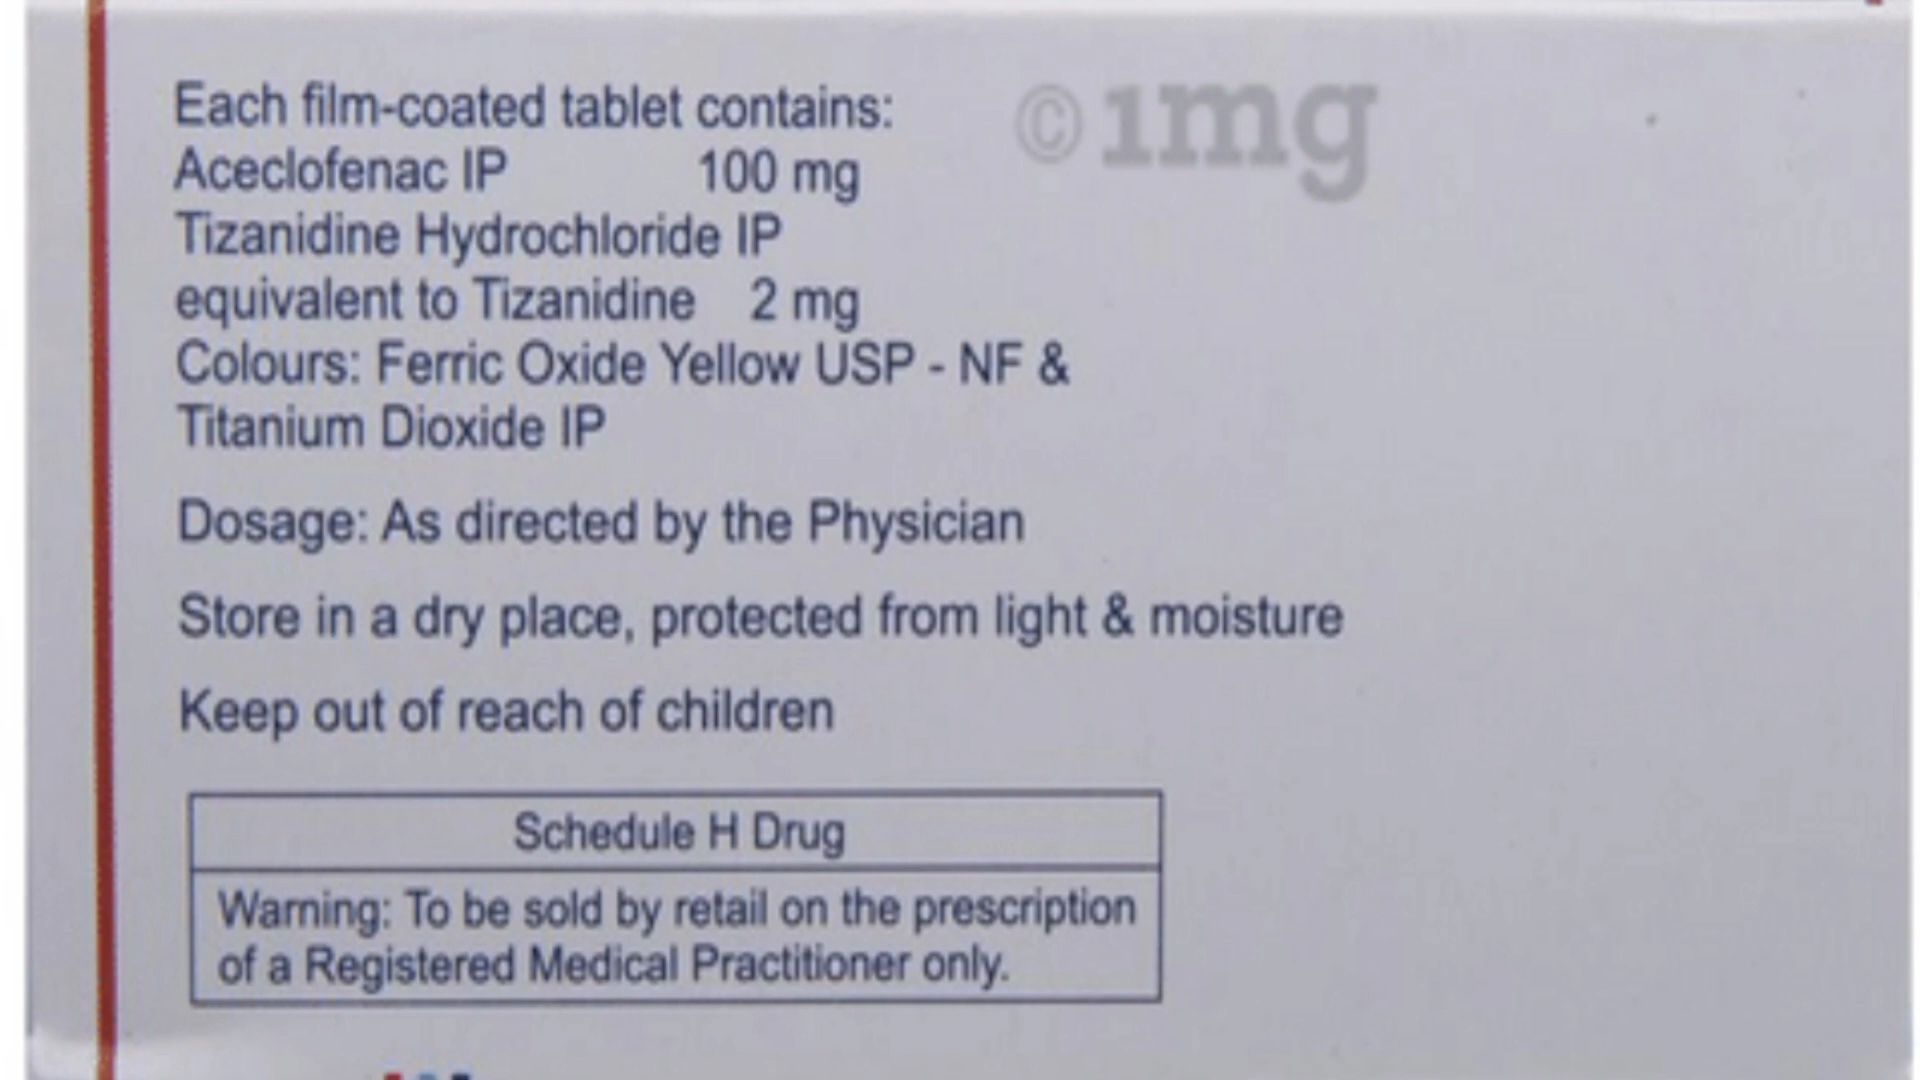 Each film-coated tablet contains:
©1mg
Aceclofenac IP 100 mg
Tizanidine Hydrochloride IP
equivalent to Tizanidine 2 mg
Colours: Ferric Oxide Yellow USP - NF &
Titanium Dioxide IP
Dosage: As directed by the Physician
Store in a dry place, protected from light & moisture
Keep out of reach of children
Schedule H Drug
Warning: To be sold by retail on the prescription
of a Registered Medical Practitioner only.